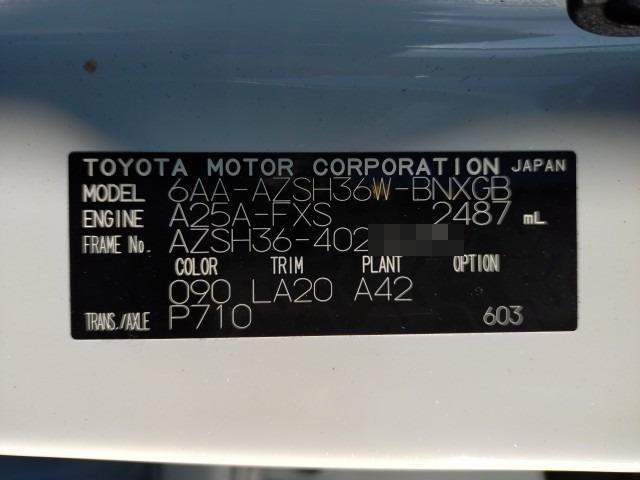 TOYOTA MOTOR CORPORATION JAPAN
MODEL 6AA-AZSH36W-BNXGB
ENGINE A25A-FXS 2487 mL
FRAME No. AZSH36-402
COLOR TRIM PLANT OPTION
090 LA20 A42
TRANS./AXLE P710 603